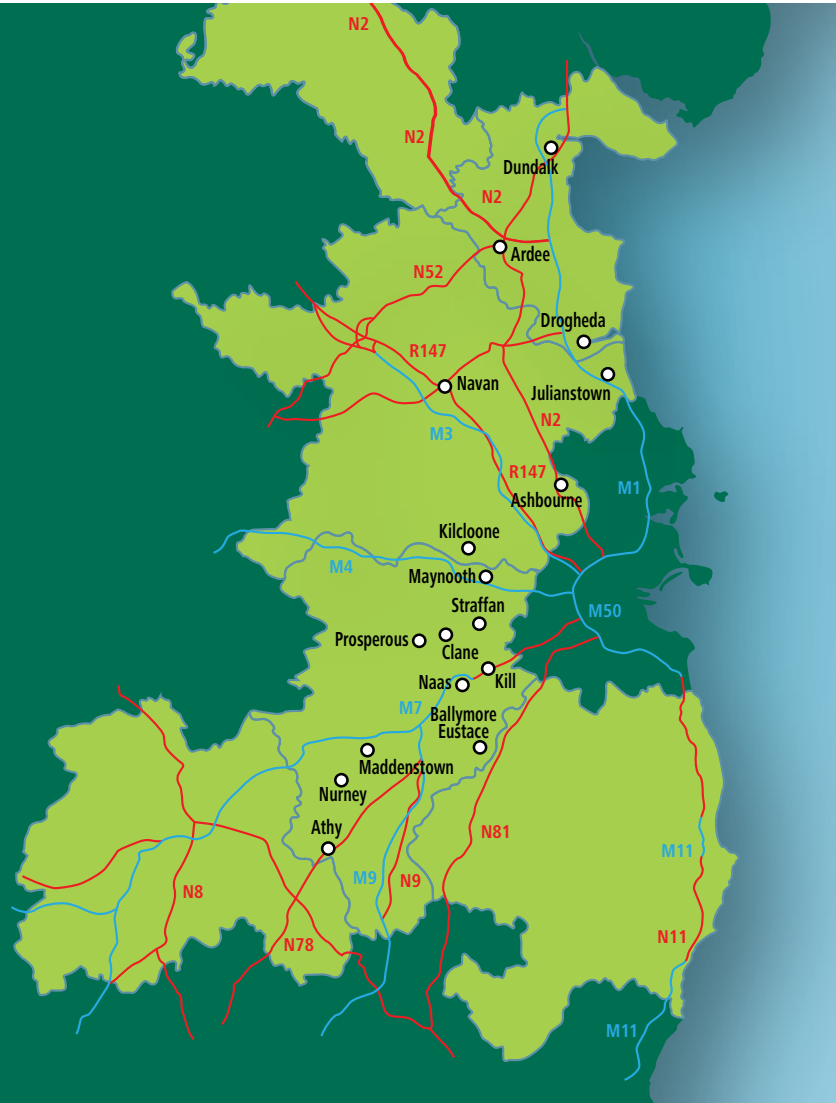 N2
N2
Dundalk
N2
Ardee
N52
Drogheda
R147
Navan
Julianstown
N2
M3
R147
M1
Ashbourne
Kilcloone
M4
Maynooth
Straffan
M50
Prosperous
Clane
Naas
Kill
M7
Ballymore
Eustace
Maddenstown
Nurney
Athy
N81
M11
M9
N9
N8
N11
N78
M11